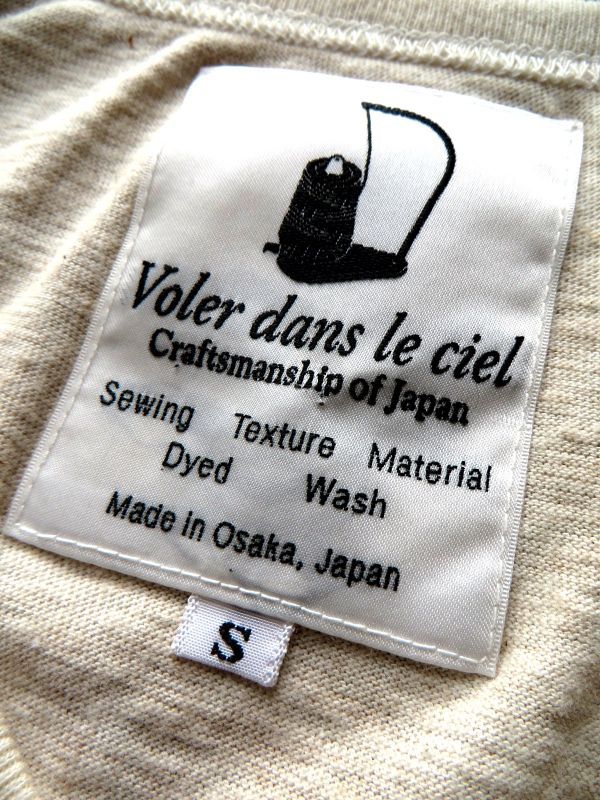 Voler dans le ciel
Craftsmanship of Japan
Sewing Texture Material
Dyed Wash
Made in Osaka, Japan
S